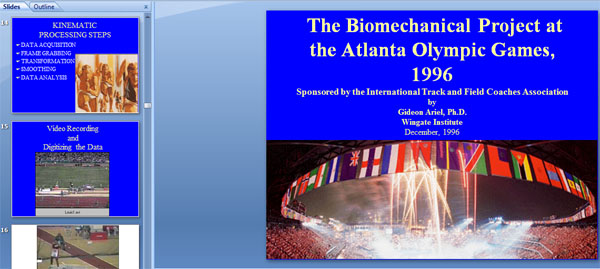 Slides
Outline
x
14
KINEMATIC
PROCESSING STEPS
DATA ACQUISITION
FRAME GRABBING
TRANSFORMATION
SMOOTHING
DATA ANALYSIS
15
Video Recording
and
Digitizing the Data
16
The Biomechanical Project at
the Atlanta Olympic Games,
1996
Sponsored by the International Track and Field Coaches Association
by
Gideon Ariel, Ph.D.
Wingate Institute
December, 1996